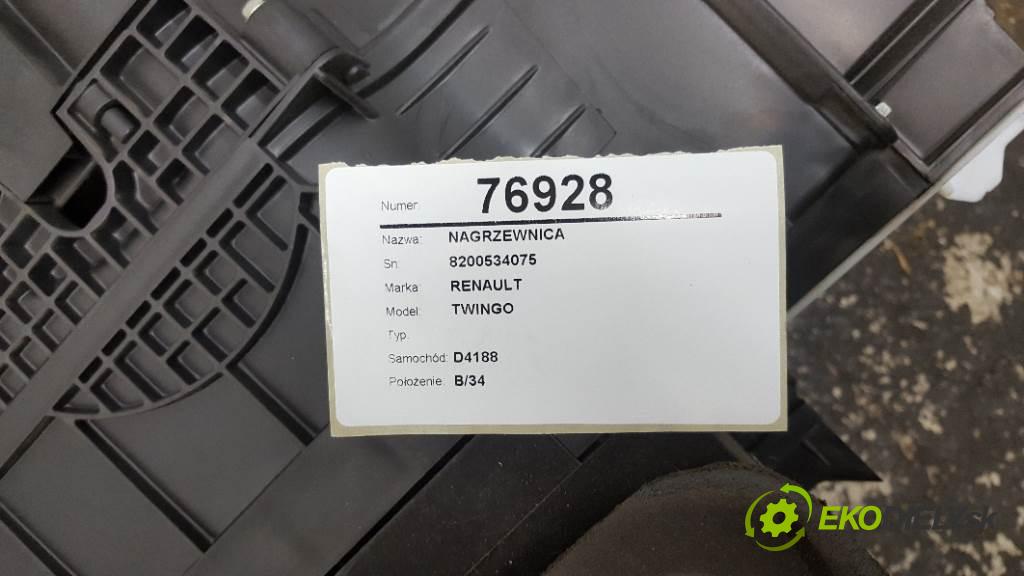 Numer: 76928
Nazwa: NAGRZEWNICA
Sn: 8200534075
Marka: RENAULT
Model: TWINGO
Typ:
Samochód: D4188
Położenie: B/34
EKO